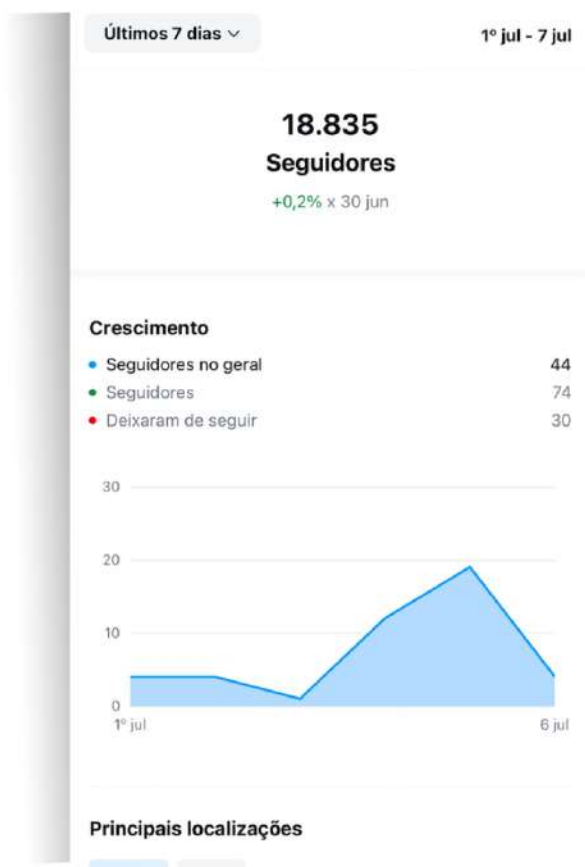 Últimos 7 dias
1º jul - 7 jul
18.835
Seguidores
+0,2% x 30 jun
Crescimento
Seguidores no geral 44
Seguidores 74
Deixaram de seguir 30
30
20
10
0
1º jul 6 jul
Principais localizações